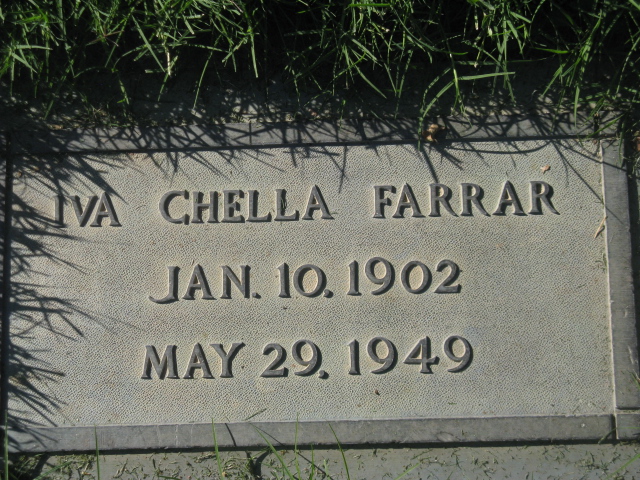 IVA CHELLA FARRAR
JAN. 10. 1902
MAY 29. 1949